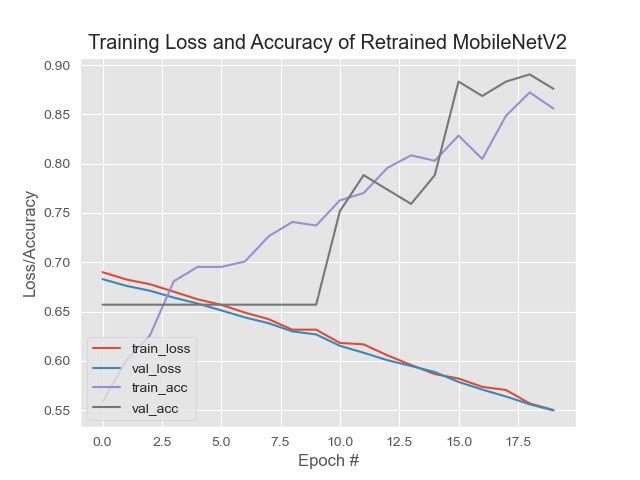 Training Loss and Accuracy of Retrained MobileNetV2
Loss/Accuracy
0.90
0.85
0.80
0.75
0.70
0.65
0.60
0.55
train_loss
val_loss
train_acc
val_acc
0.0 2.5 5.0 7.5 10.0 12.5 15.0 17.5
Epoch #